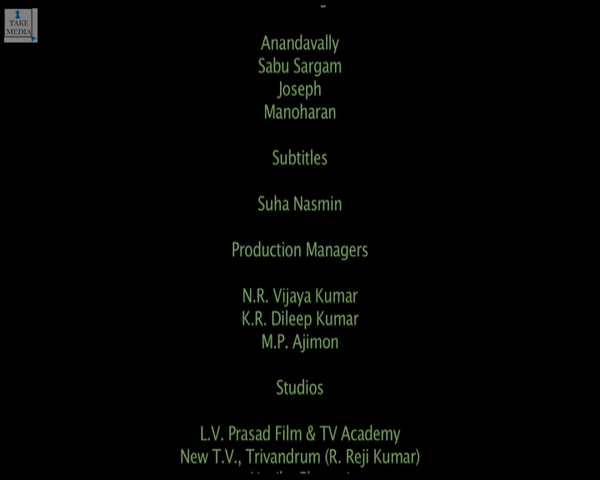 1
TAKE
MEDIA
Anandavally
Sabu Sargam
Joseph
Manoharan
Subtitles
Suha Nasmin
Production Managers
N.R. Vijaya Kumar
K.R. Dileep Kumar
M.P. Ajimon
Studios
L.V. Prasad Film & TV Academy
New T.V., Trivandrum (R. Reji Kumar)